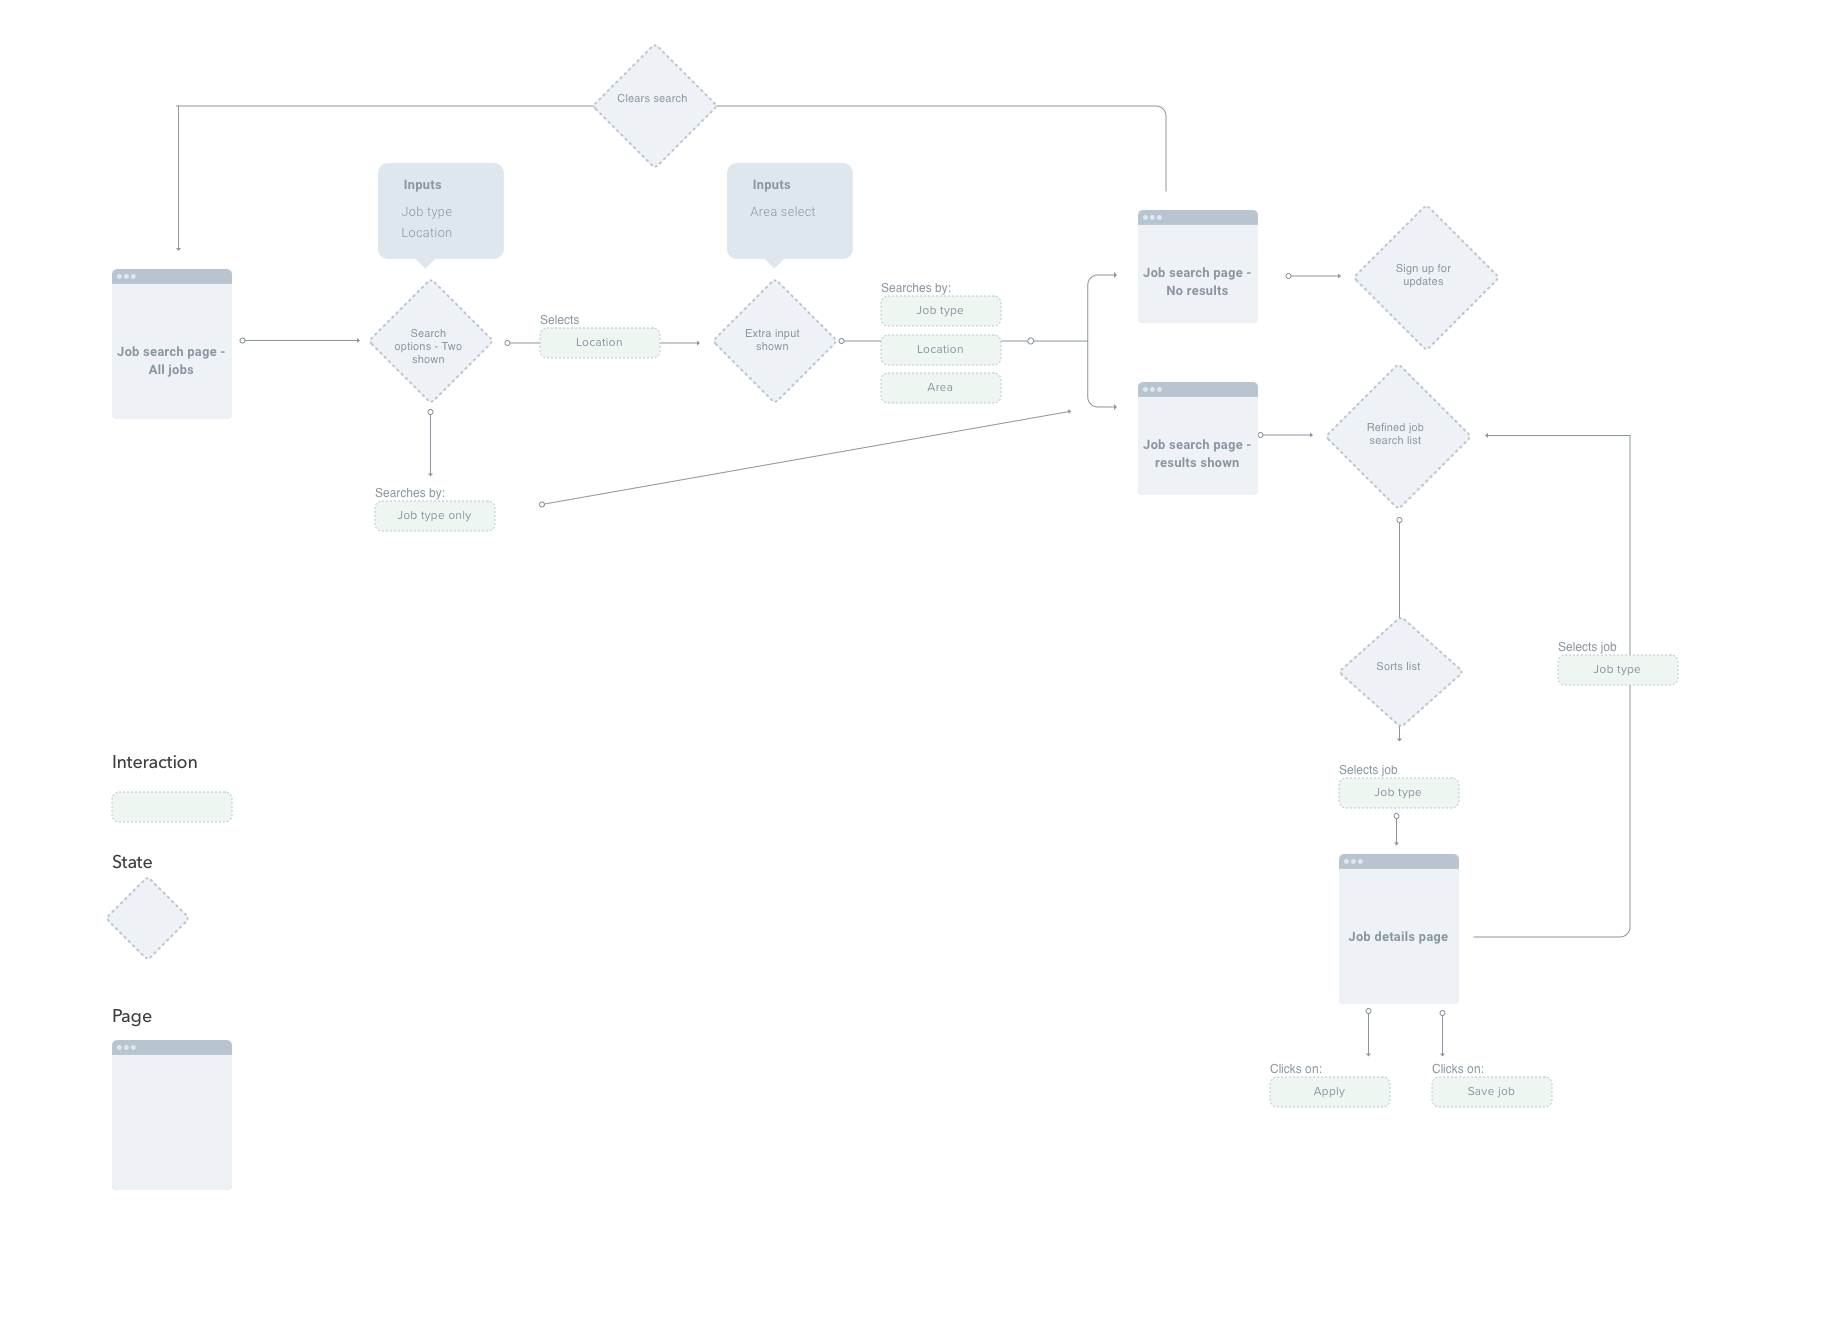 Clears search
Inputs
Job type
Location
Inputs
Area select
Job search page -
All jobs
Search
options - Two
shown
Selects
Location
Extra input
shown
Searches by:
Job type
Location
Area
Job search page -
No results
Sign up for
updates
Job search page -
results shown
Refined job
search list
Searches by:
Job type only
Sorts list
Selects job
Job type
Selects job
Job type
Job details page
Clicks on:
Apply
Clicks on:
Save job
Interaction
State
Page